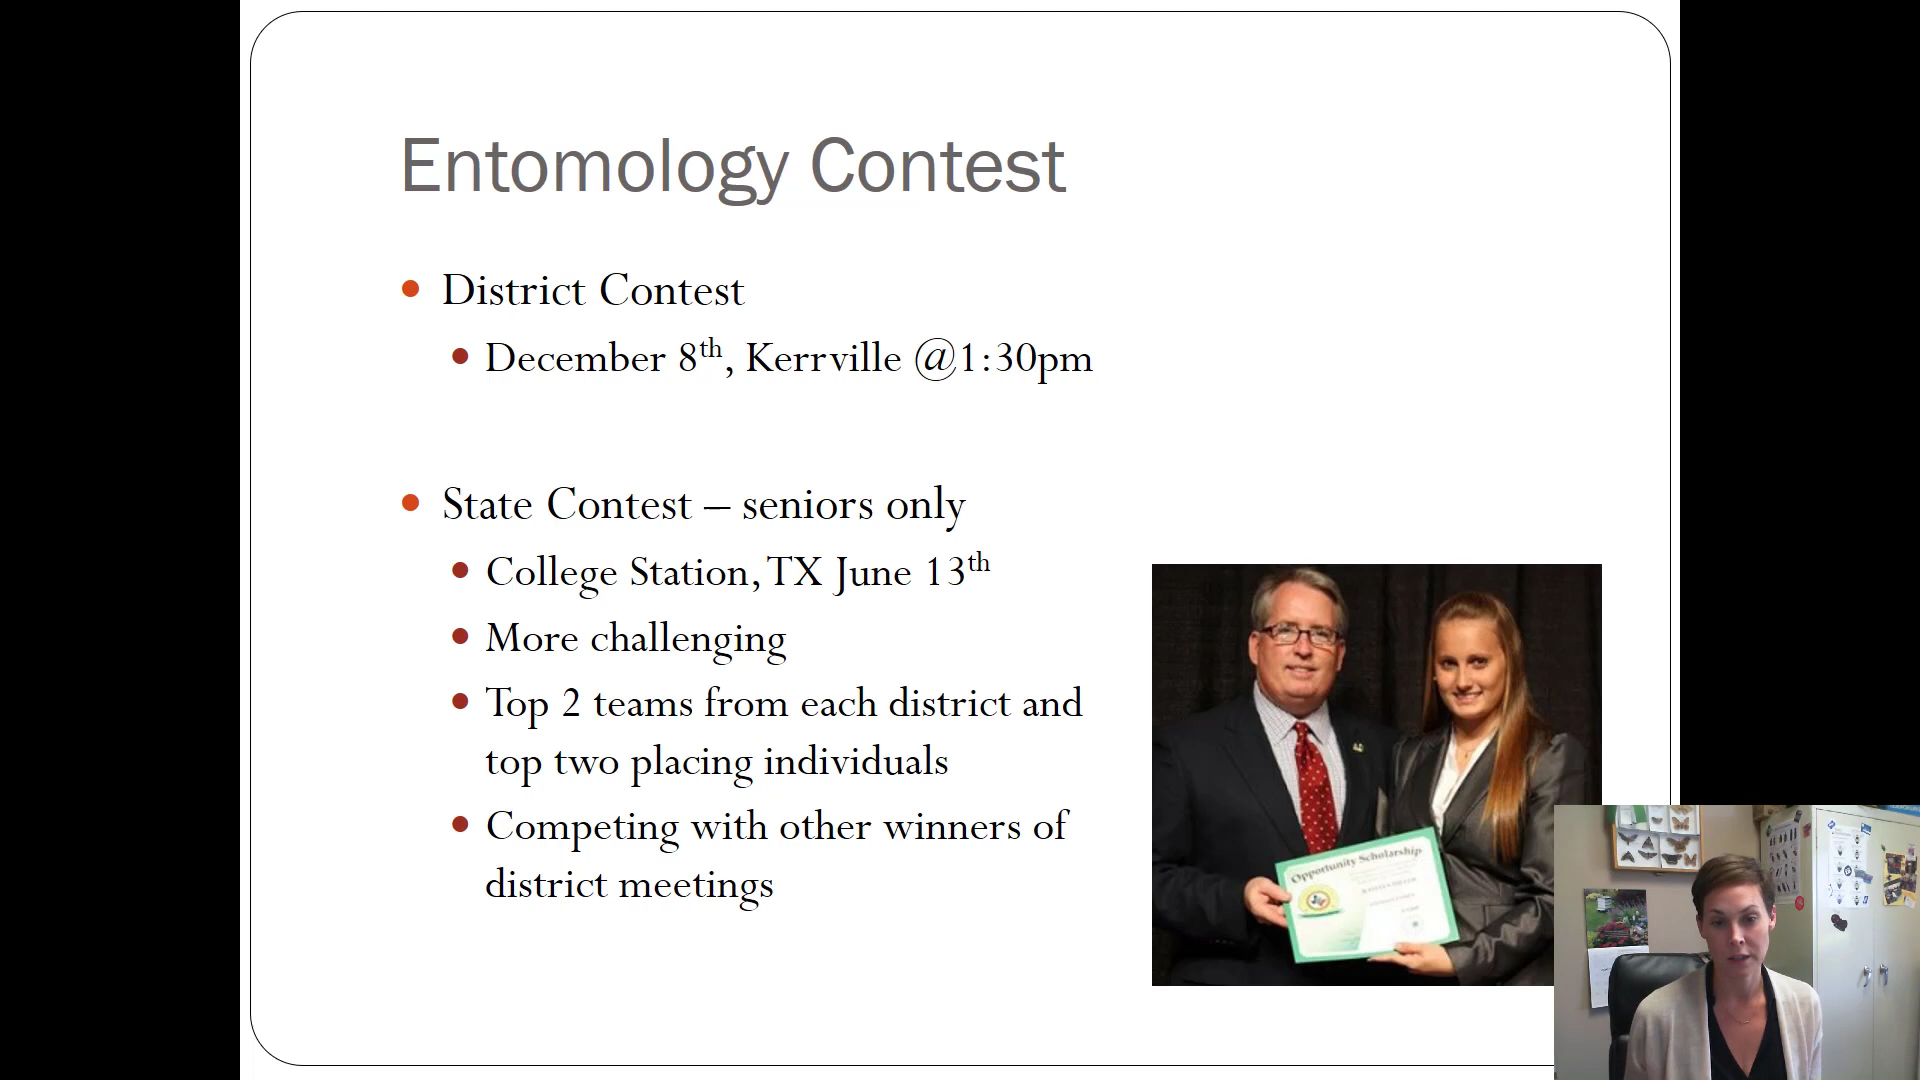 Entomology Contest
District Contest
December 8th, Kerrville @1:30pm
State Contest – seniors only
College Station, TX June 13th
More challenging
Top 2 teams from each district and
top two placing individuals
Competing with other winners of
district meetings
Opportunity Scholarship